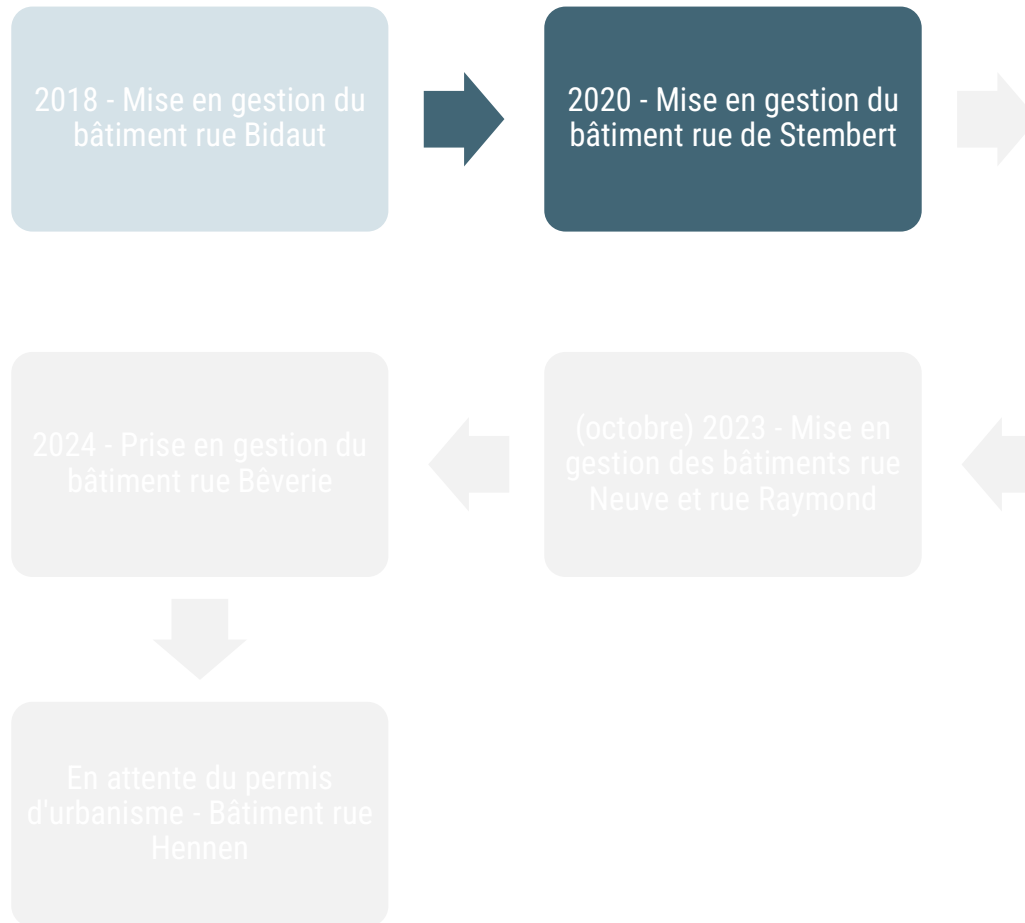 2018 - Mise en gestion du
bâtiment rue Bidaut
2020 - Mise en gestion du
bâtiment rue de Stembert
(octobre) 2023 - Mise en
gestion des bâtiments rue
Neuve et rue Raymond
2024 - Prise en gestion du
bâtiment rue Bêverie
En attente du permis
d'urbanisme - Bâtiment rue
Hennen